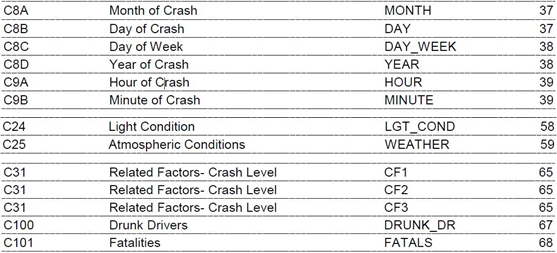 C8A Month of Crash MONTH 37
C8B Day of Crash DAY 37
C8C Day of Week DAY_WEEK 38
C8D Year of Crash YEAR 38
C9A Hour of Crash HOUR 39
C9B Minute of Crash MINUTE 39
C24 Light Condition LGT_COND 58
C25 Atmospheric Conditions WEATHER 59
C31 Related Factors- Crash Level CF1 65
C31 Related Factors- Crash Level CF2 65
C31 Related Factors- Crash Level CF3 65
C100 Drunk Drivers DRUNK_DR 67
C101 Fatalities FATALS 68